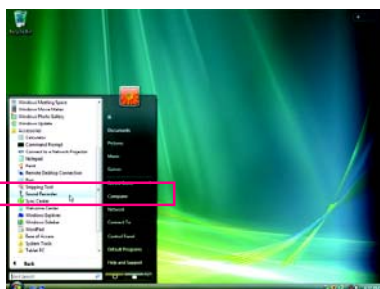 Windows Meeting Space
Windows Movie Maker
Windows Photo Gallery
Windows Update
Accessories
Calculator
Command Prompt
Connect to a Network Projector
Notepad
Paint
Remote Desktop Connection
Run
Snipping Tool
Sound Recorder
Sync Center
Welcome Center
Windows Explorer
Windows Sidebar
WordPad
Ease of Access
System Tools
Tablet PC
Back
Documents
Pictures
Music
Games
Computer
Network
Connect To
Control Panel
Default Programs
Help and Support